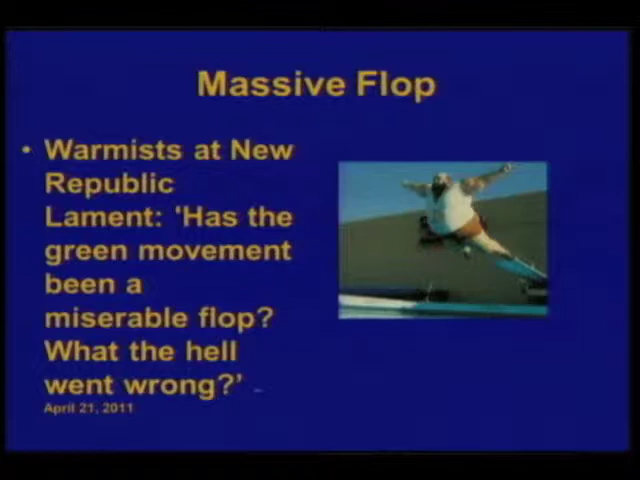 Massive Flop
• Warmists at New
Republic
Lament: 'Has the
green movement
been a
miserable flop?
What the hell
went wrong?’
April 21, 2011